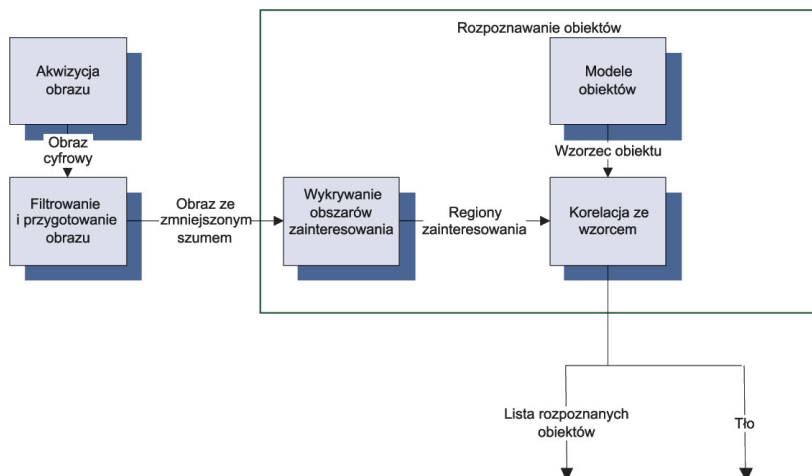 Rozpoznawanie obiektów
Akwizycja
obrazu
Modele
obiektów
Obraz
cyfrowy
Wzorzec obiektu
Filtrowanie
i przygotowanie
obrazu
Obraz ze
zmniejszonym
szumem
Wykrywanie
obszarów
zainteresowania
Regiony
zainteresowania
Korelacja ze
wzorcem
Lista rozpoznanych
obiektów
Tło